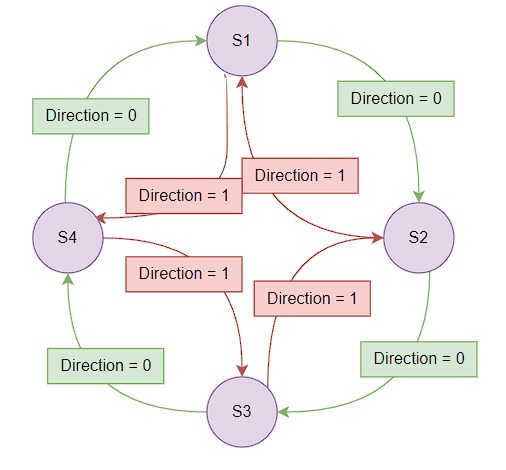 S1
Direction = 0
Direction = 0
Direction = 1
Direction = 1
S4
S2
Direction = 1
Direction = 1
Direction = 0
Direction = 0
S3